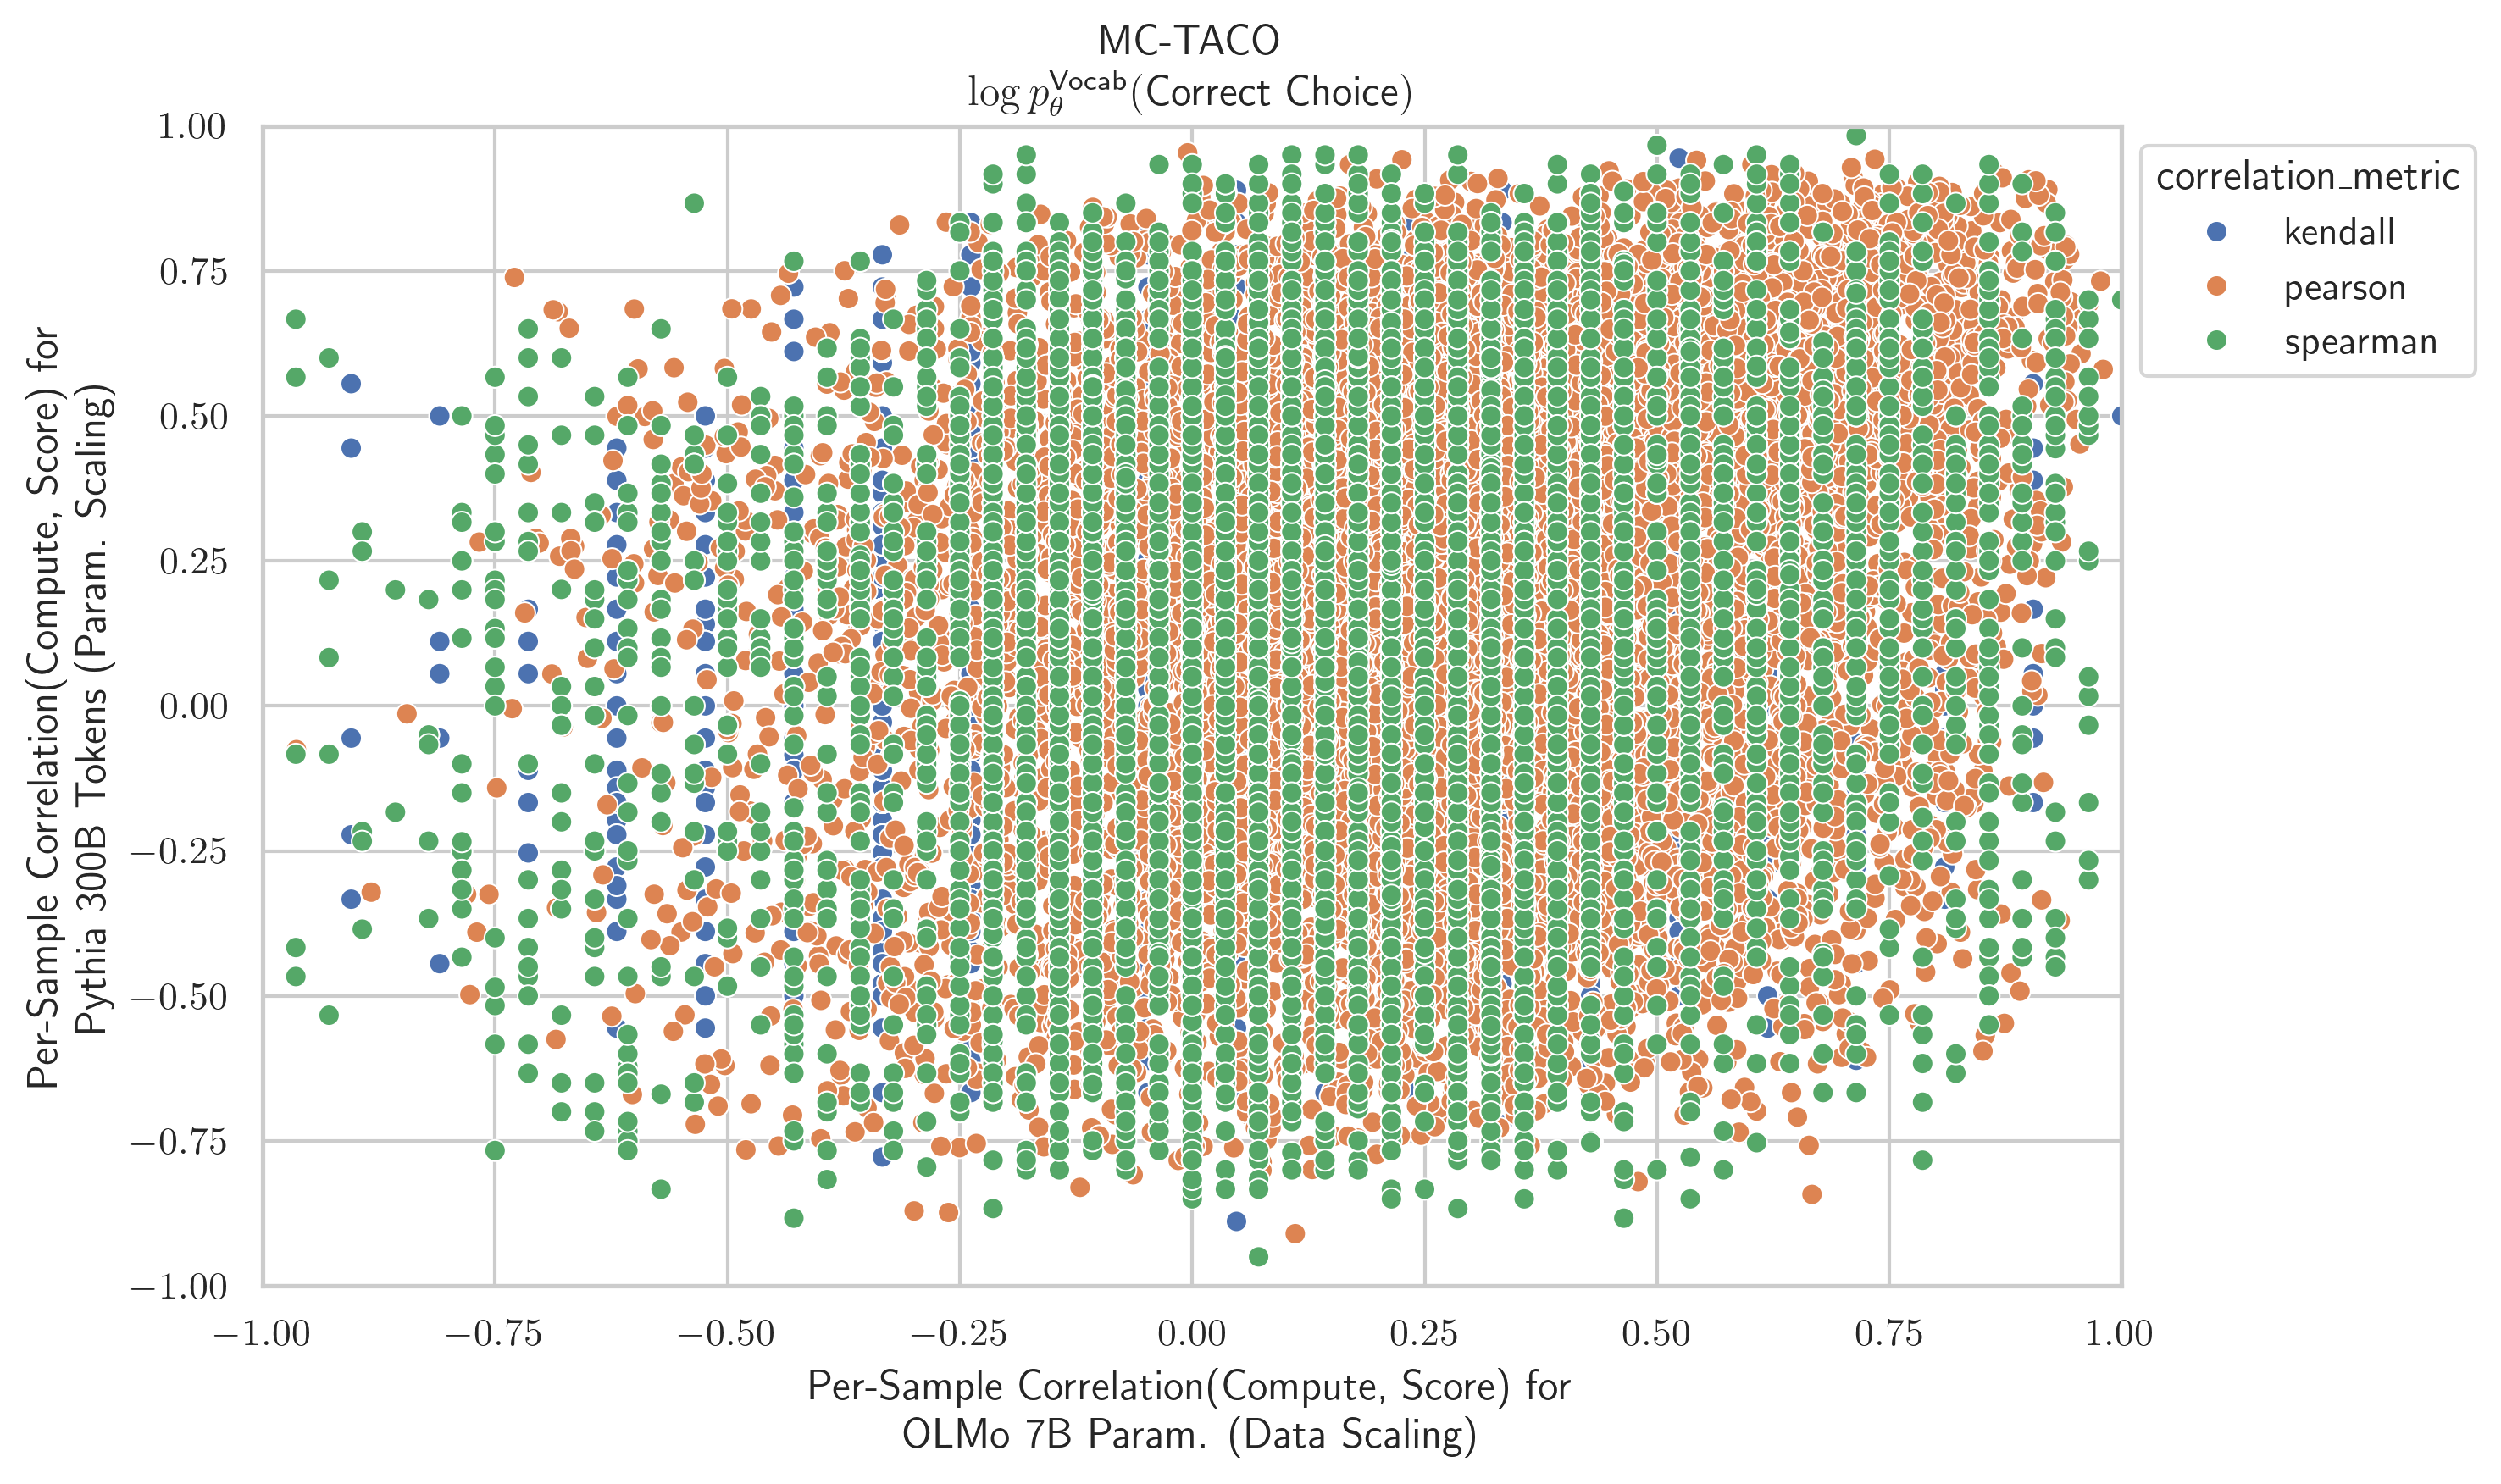 MC-TACO
log p_θ^Vocab(Correct Choice)
Per-Sample Correlation(Compute, Score) for
Pythia 300B Tokens (Param. Scaling)
1.00
0.75
0.50
0.25
0.00
−0.25
−0.50
−0.75
−1.00
−1.00
−0.75
−0.50
−0.25
0.00
0.25
0.50
0.75
1.00
Per-Sample Correlation(Compute, Score) for
OLMo 7B Param. (Data Scaling)
correlation_metric
kendall
pearson
spearman